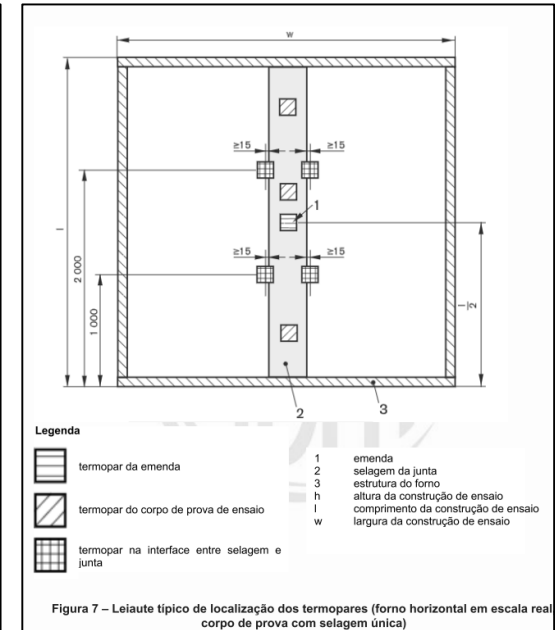 w
≥15 ≥15
1
≥15 ≥15
l
2 000
1 000
l
2
2
3
Legenda
termopar da emenda
termopar do corpo de prova de ensaio
termopar na interface entre selagem e
junta
1 emenda
2 selagem da junta
3 estrutura do forno
h altura da construção de ensaio
l comprimento da construção de ensaio
w largura da construção de ensaio
Figura 7 – Leiaute típico de localização dos termopares (forno horizontal em escala real
corpo de prova com selagem única)